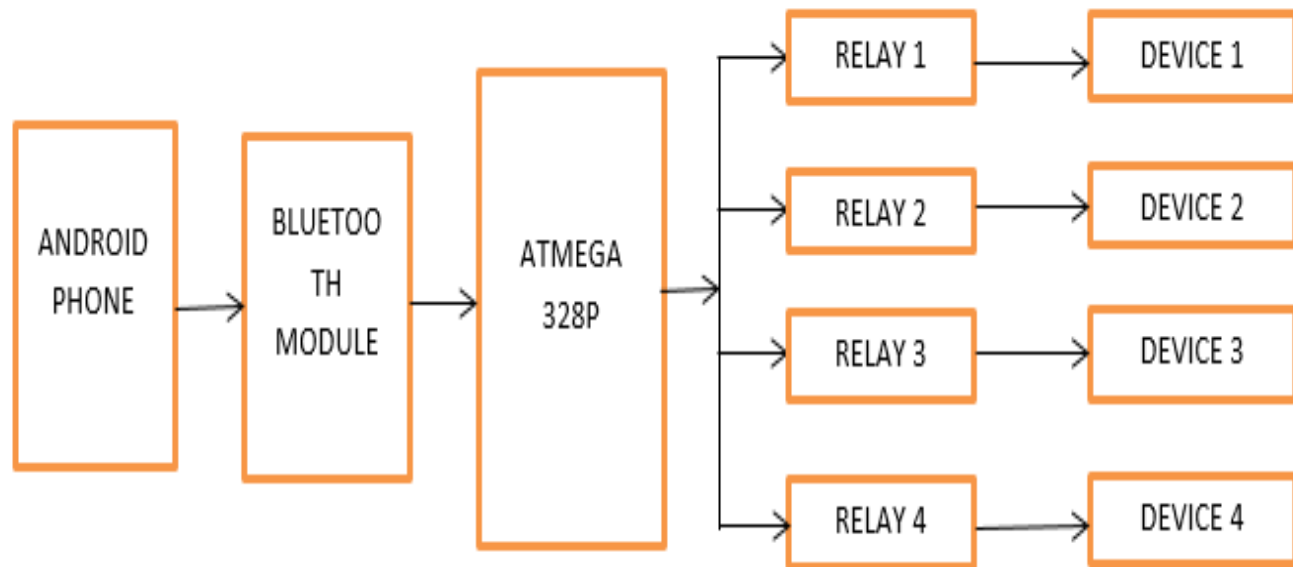 ANDROID
PHONE
BLUETOO
TH
MODULE
ATMEGA
328P
RELAY 1
DEVICE 1
RELAY 2
DEVICE 2
RELAY 3
DEVICE 3
RELAY 4
DEVICE 4